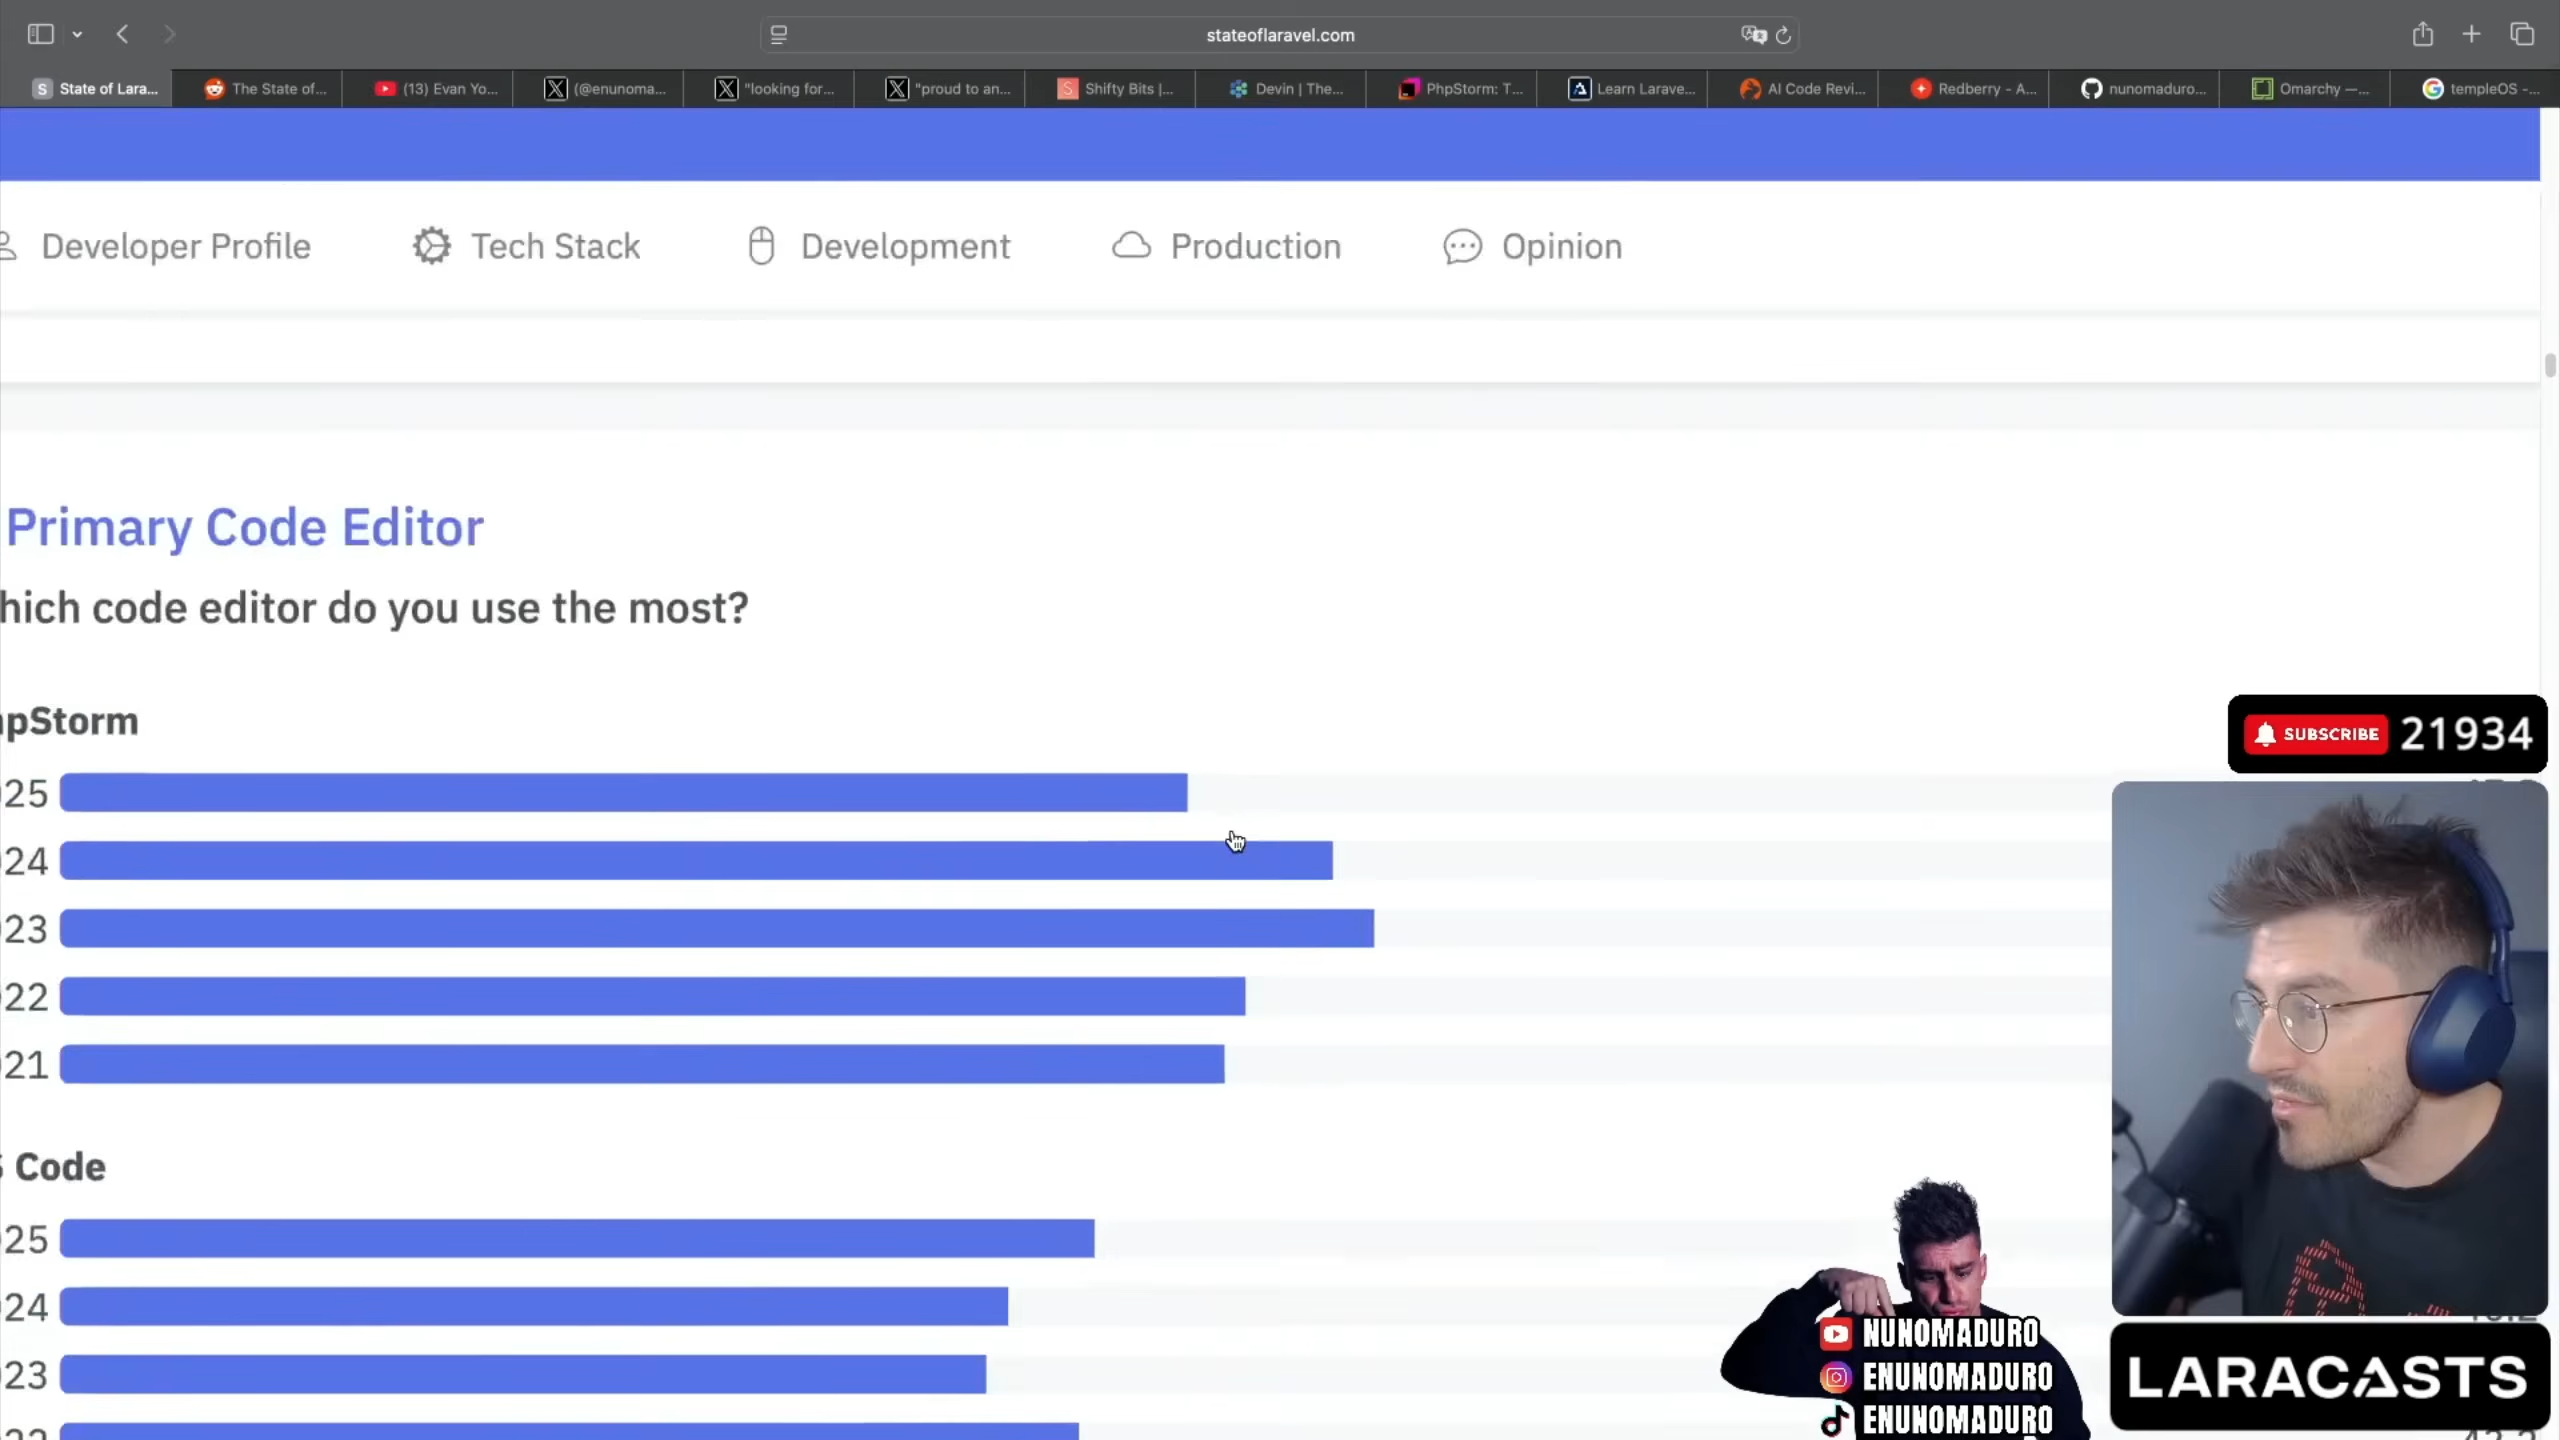 stateoflaravel.com
S State of Lara...
The State of...
(13) Evan Yo...
(@enunoma...
"looking for...
"proud to an...
S Shifty Bits |...
Devin | The...
PhpStorm: T...
Learn Larave...
AI Code Revi...
Redberry - A...
nunomaduro...
Omarchy —...
templeOS -...
Developer Profile
Tech Stack
Development
Production
Opinion
Primary Code Editor
hich code editor do you use the most?
pStorm
25
24
23
22
21
SUBSCRIBE 21934
Code
25
24
23
NUNOMADURO
ENUNOMADURO
ENUNOMADURO
LARACASTS